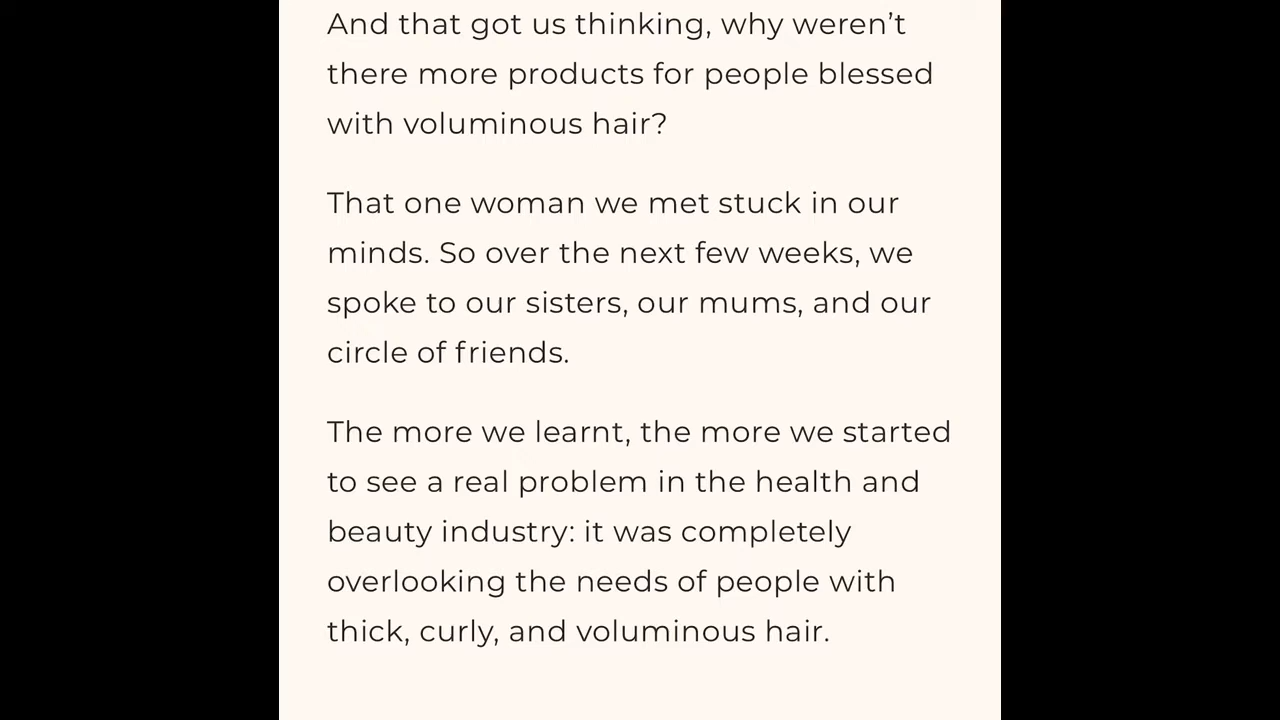 And that got us thinking, why weren’t
there more products for people blessed
with voluminous hair?
That one woman we met stuck in our
minds. So over the next few weeks, we
spoke to our sisters, our mums, and our
circle of friends.
The more we learnt, the more we started
to see a real problem in the health and
beauty industry: it was completely
overlooking the needs of people with
thick, curly, and voluminous hair.